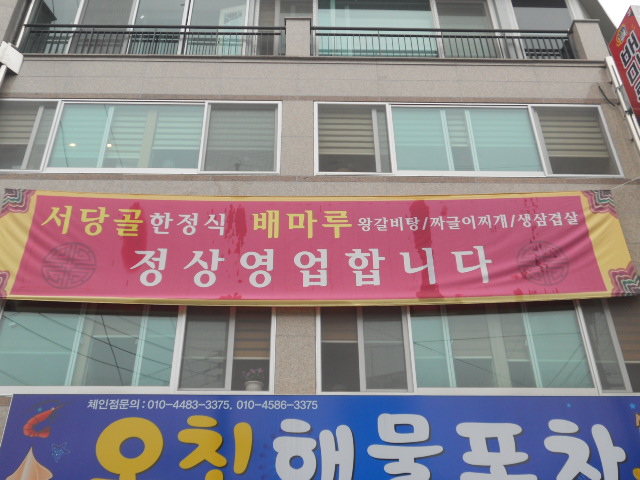 서당골 한정식 배마루 왕갈비탕/짜글이찌개/생삼겹살
정상영업합니다
체인점문의 : 010-4483-3375, 010-4586-3375
오징해물포차